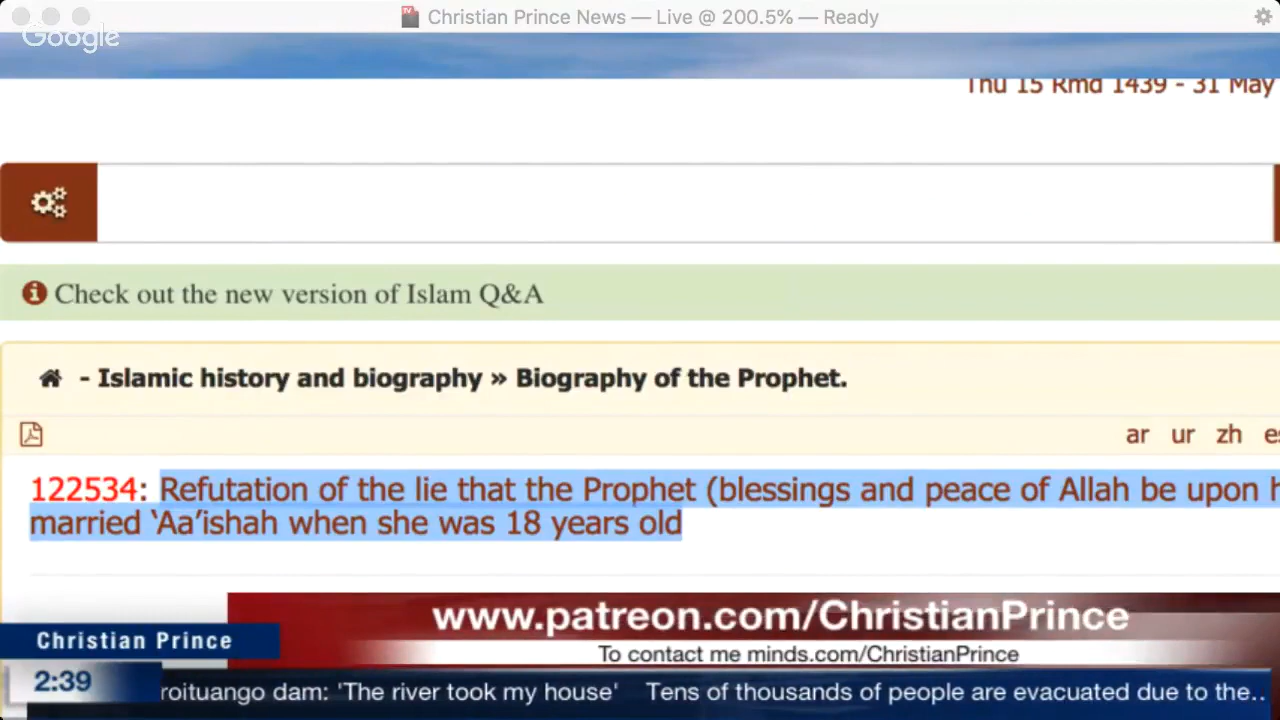 Christian Prince News — Live @ 200.5% — Ready
Google
Thu 15 Rmd 1439 - 31 May
Check out the new version of Islam Q&A
- Islamic history and biography » Biography of the Prophet.
ar ur zh es
122534: Refutation of the lie that the Prophet (blessings and peace of Allah be upon h
married ‘Aa’ishah when she was 18 years old
www.patreon.com/ChristianPrince
Christian Prince
To contact me minds.com/ChristianPrince
2:39
roituango dam: 'The river took my house' Tens of thousands of people are evacuated due to the..